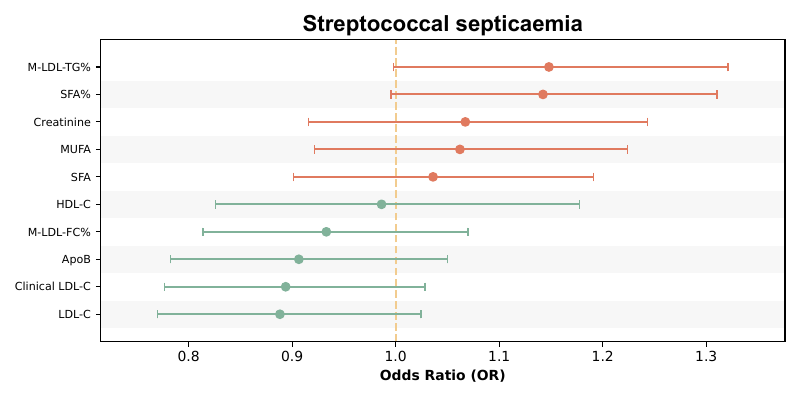 Streptococcal septicaemia
M-LDL-TG%
SFA%
Creatinine
MUFA
SFA
HDL-C
M-LDL-FC%
ApoB
Clinical LDL-C
LDL-C
0.8 0.9 1.0 1.1 1.2 1.3
Odds Ratio (OR)